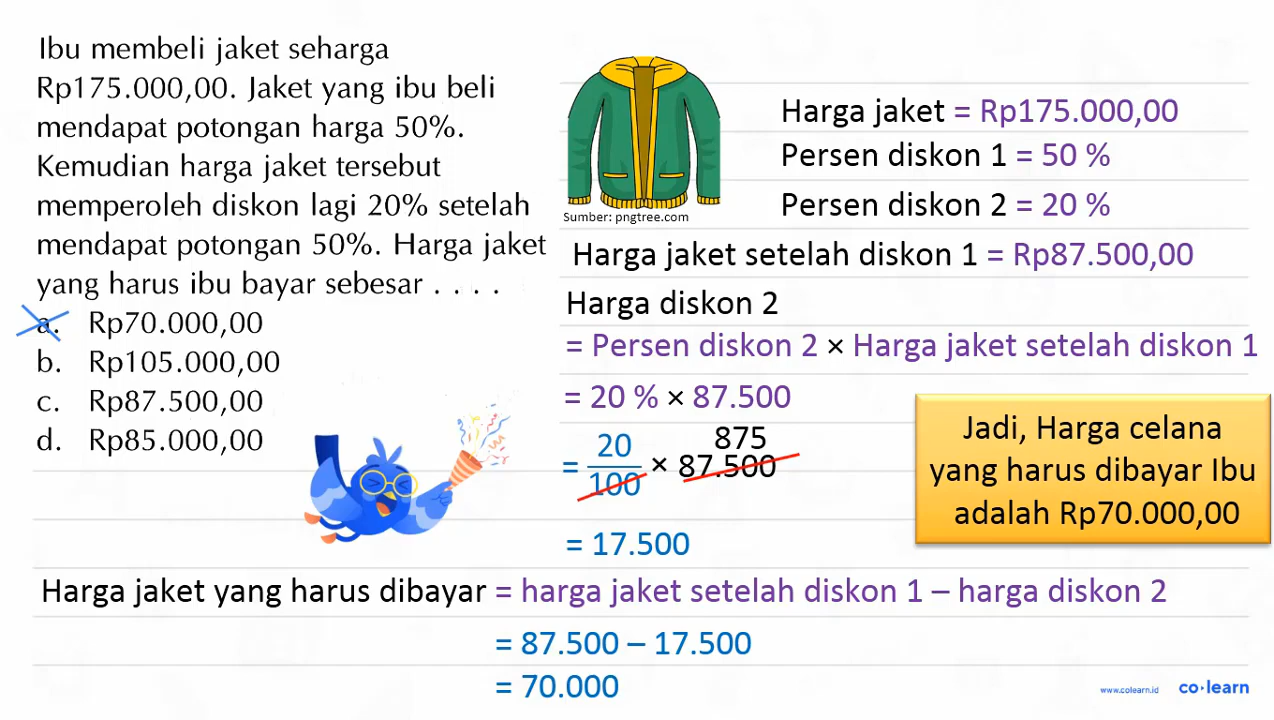 Ibu membeli jaket seharga
Rp175.000,00. Jaket yang ibu beli
mendapat potongan harga 50%.
Kemudian harga jaket tersebut
memperoleh diskon lagi 20% setelah
mendapat potongan 50%. Harga jaket
yang harus ibu bayar sebesar . . . .
a. Rp70.000,00
b. Rp105.000,00
c. Rp87.500,00
d. Rp85.000,00
Sumber: pngtree.com
Harga jaket = Rp175.000,00
Persen diskon 1 = 50 %
Persen diskon 2 = 20 %
Harga jaket setelah diskon 1 = Rp87.500,00
Harga diskon 2
= Persen diskon 2 × Harga jaket setelah diskon 1
= 20 % × 87.500
875
= 20/100 × 87.500
= 17.500
Jadi, Harga celana
yang harus dibayar Ibu
adalah Rp70.000,00
Harga jaket yang harus dibayar = harga jaket setelah diskon 1 – harga diskon 2
= 87.500 – 17.500
= 70.000
www.colearn.id co·learn